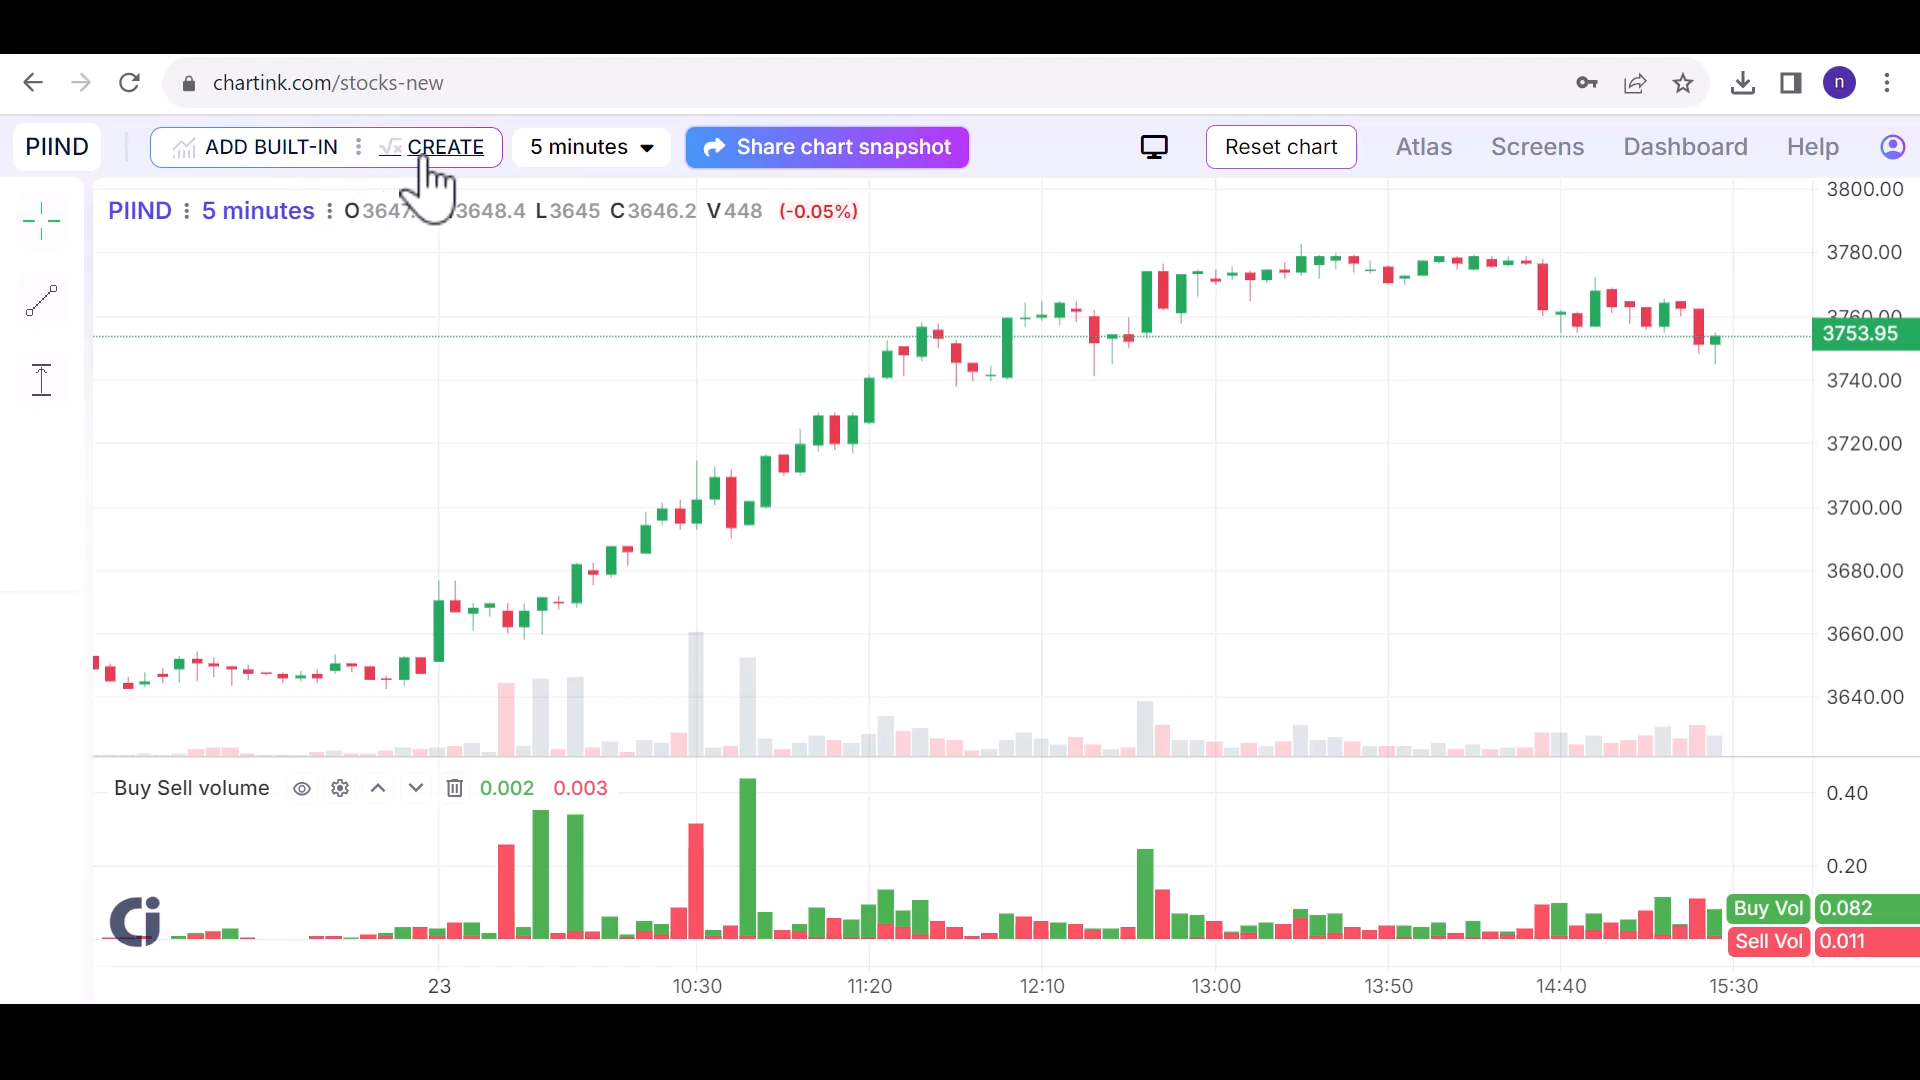 chartink.com/stocks-new
n
PIIND
ADD BUILT-IN
CREATE
5 minutes
Share chart snapshot
Reset chart
Atlas
Screens
Dashboard
Help
PIIND 5 minutes O3647. 3648.4 L3645 C3646.2 V448 (-0.05%)
3800.00
3780.00
3760.00
3753.95
3740.00
3720.00
3700.00
3680.00
3660.00
3640.00
Buy Sell volume 0.002 0.003
0.40
0.20
Buy Vol 0.082
Sell Vol 0.011
Ci
23 10:30 11:20 12:10 13:00 13:50 14:40 15:30